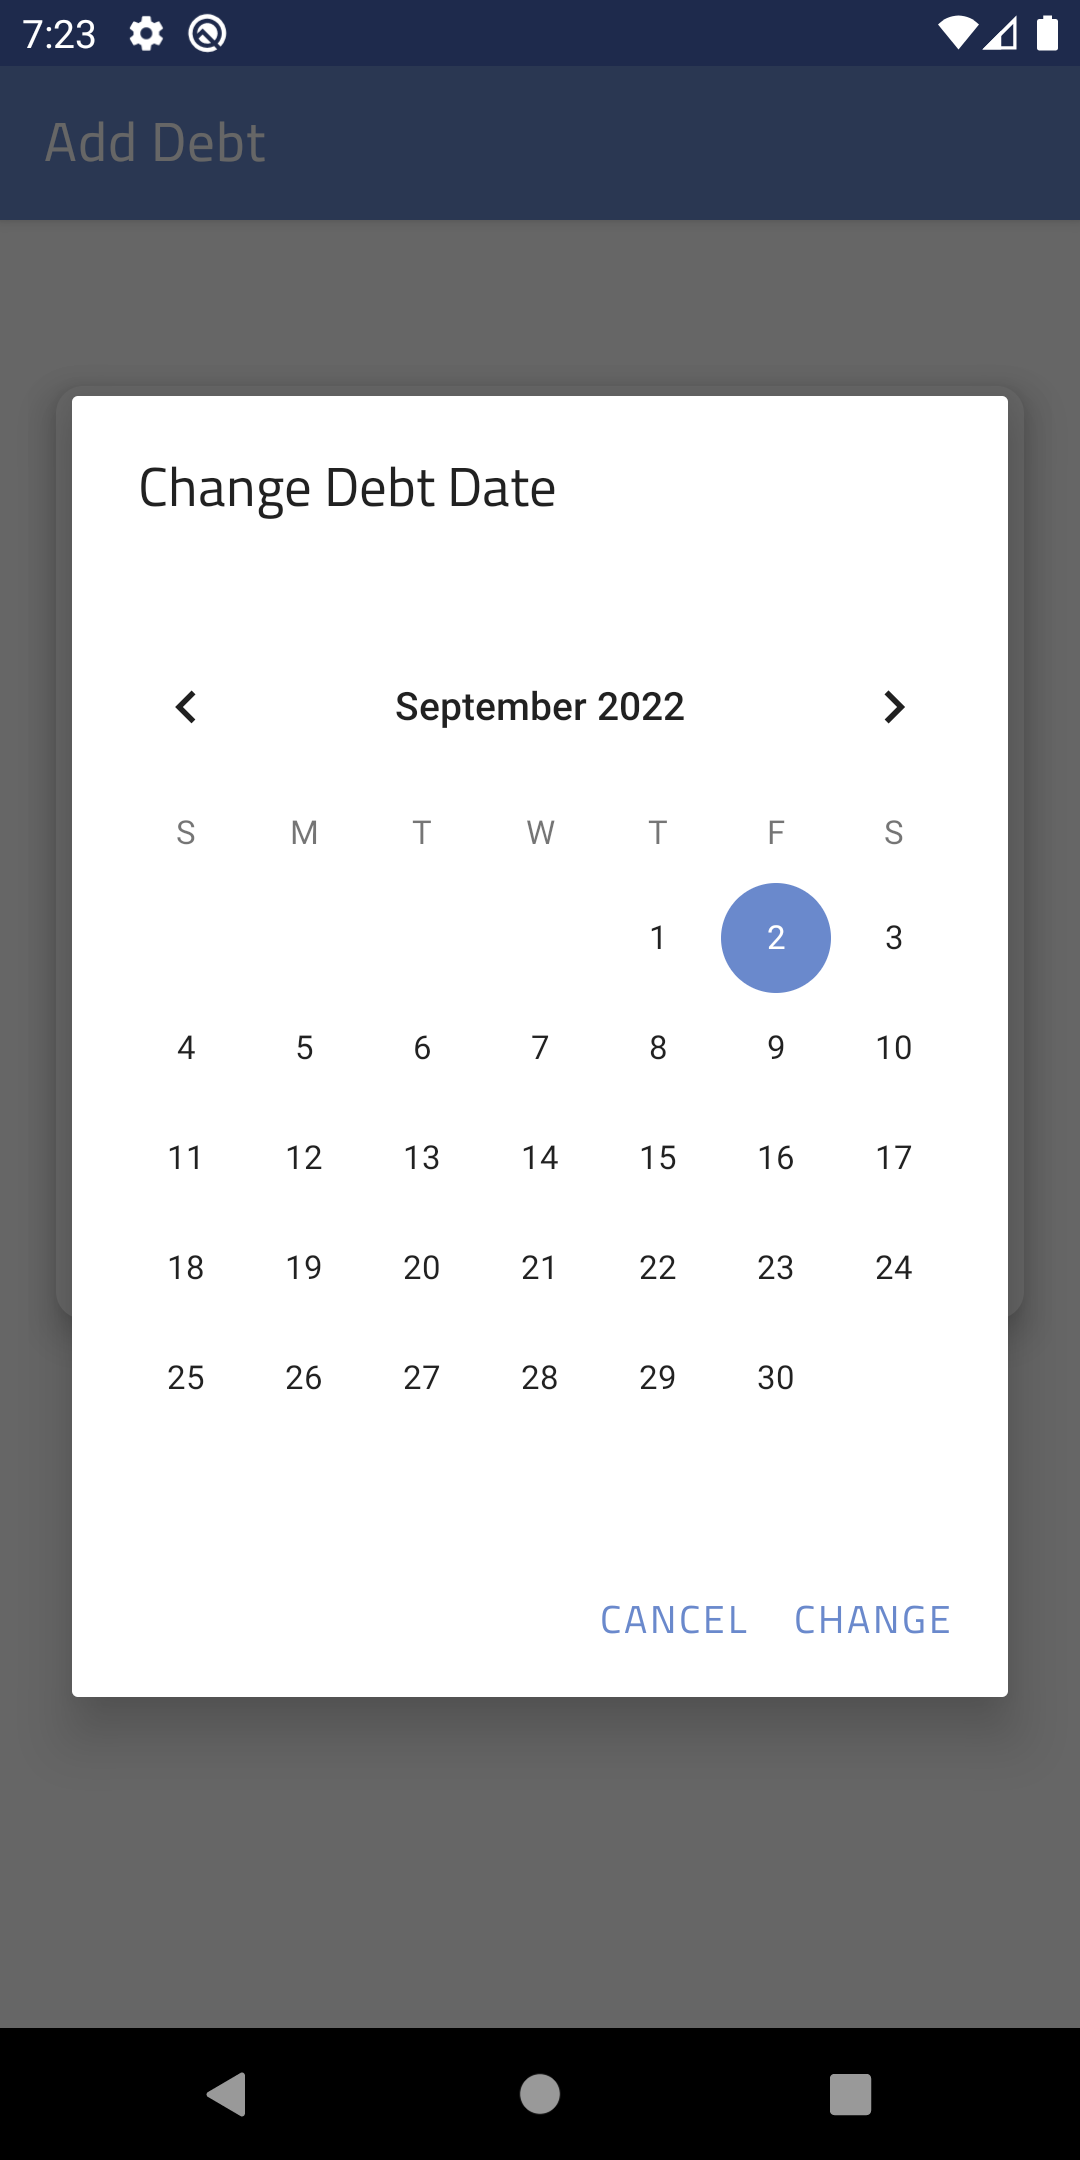 7:23
Add Debt
Change Debt Date
September 2022
S M T W T F S
1 2 3
4 5 6 7 8 9 10
11 12 13 14 15 16 17
18 19 20 21 22 23 24
25 26 27 28 29 30
CANCEL CHANGE